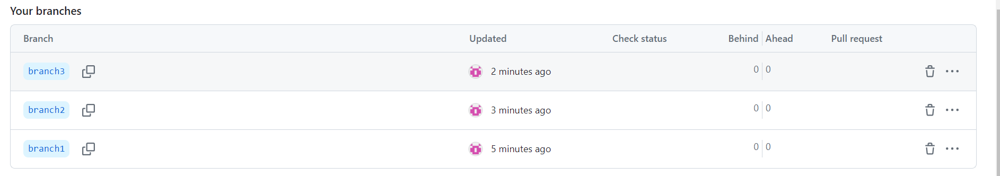 Your branches
Branch Updated Check status Behind Ahead Pull request
branch3 2 minutes ago 0 0
branch2 3 minutes ago 0 0
branch1 5 minutes ago 0 0